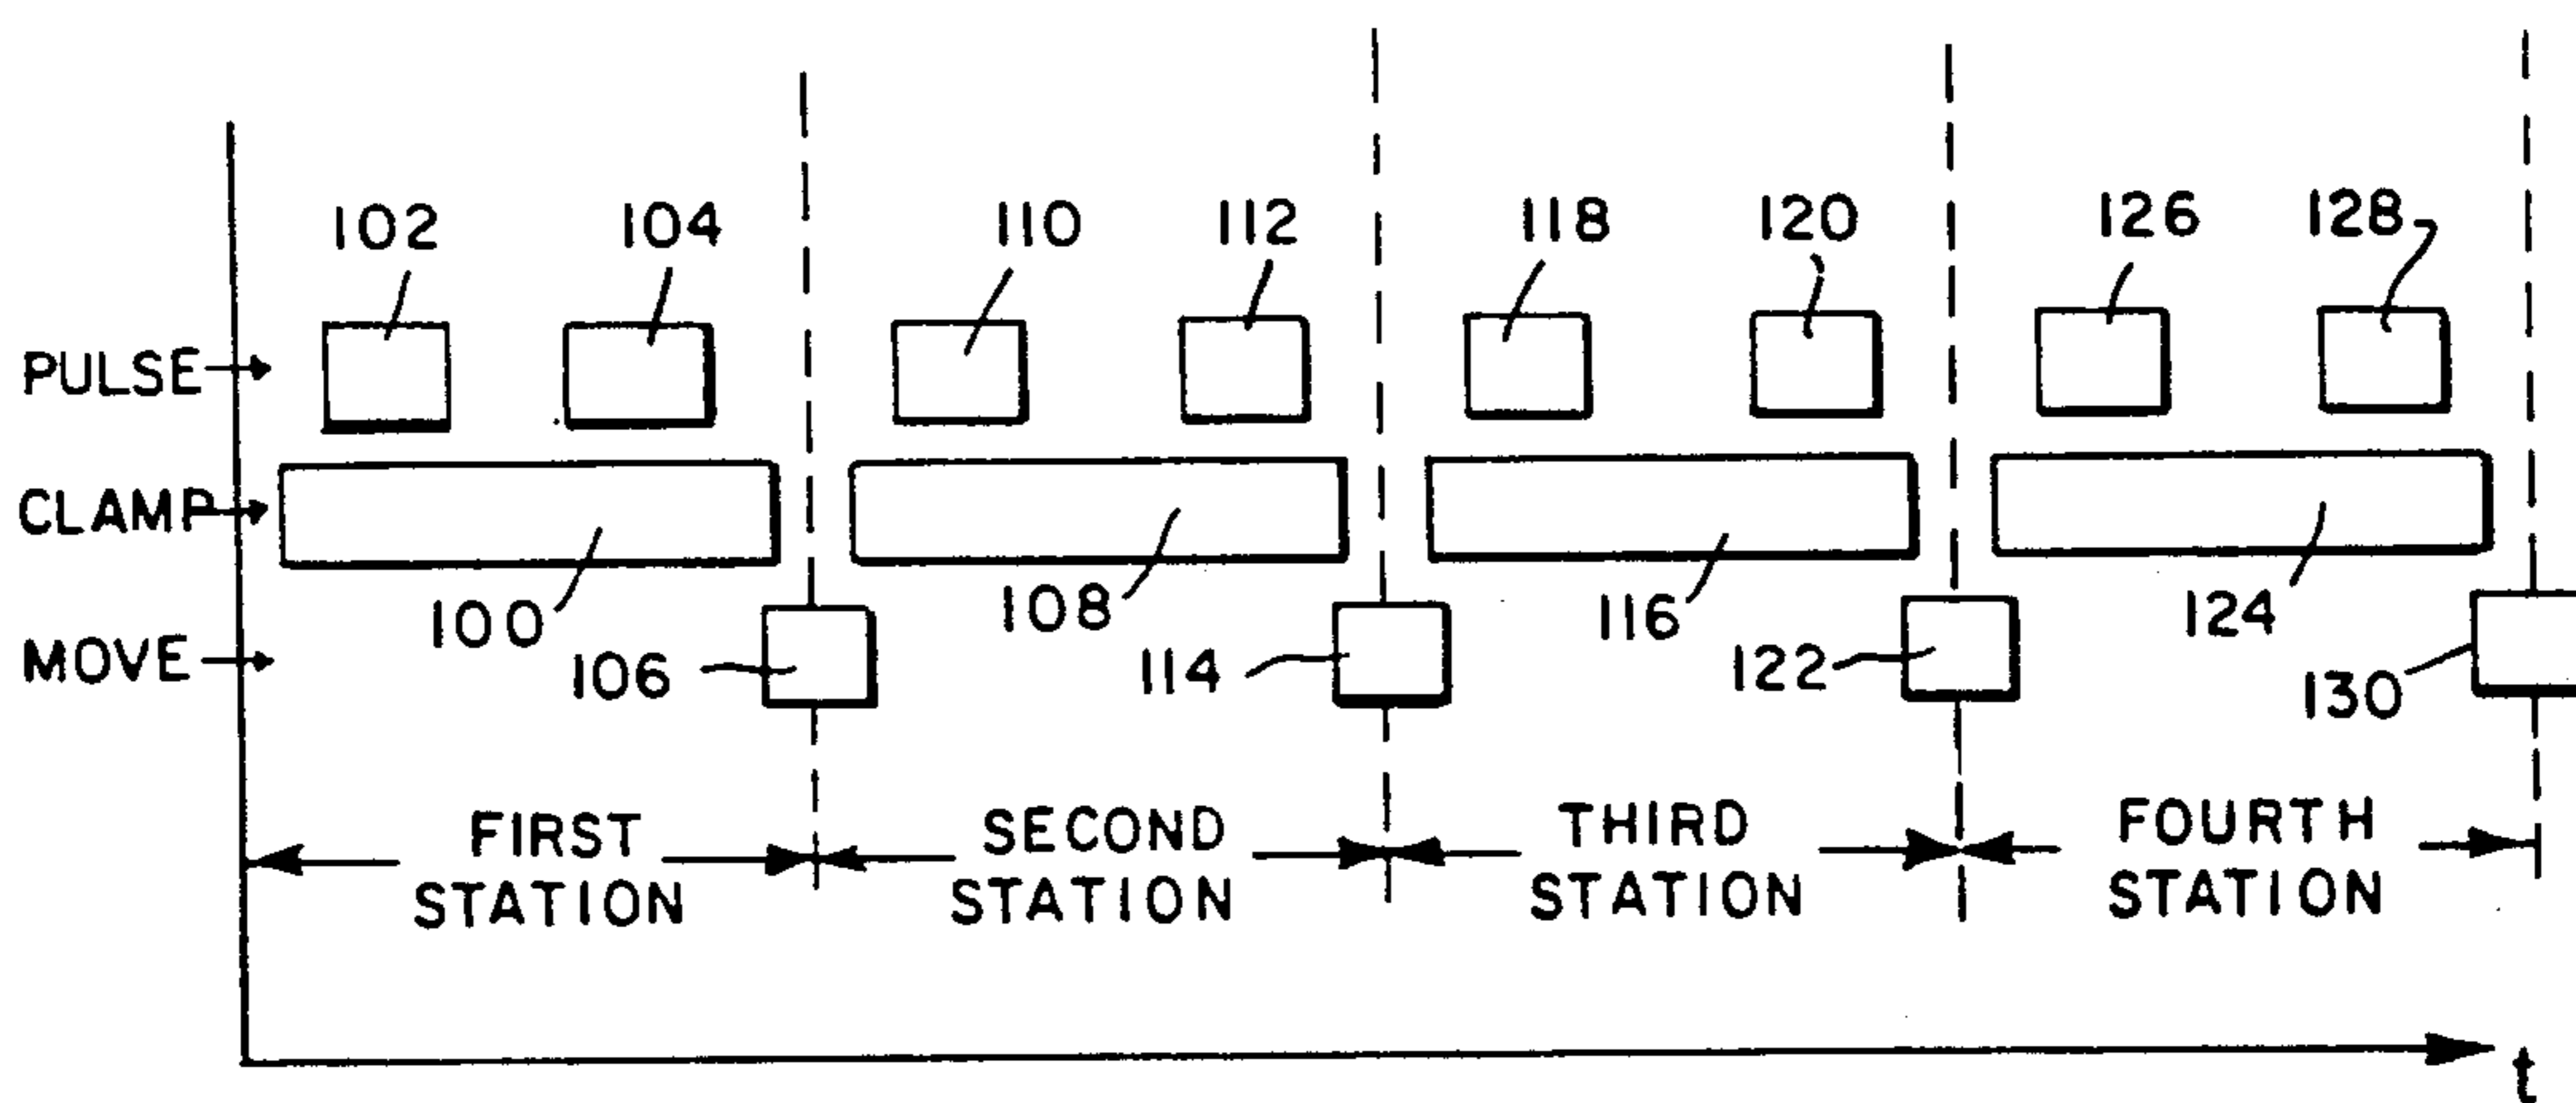 102 104 110 112 118 120 126 128
PULSE
CLAMP
100 108 116 124
MOVE
106 114 122 130
FIRST STATION
SECOND STATION
THIRD STATION
FOURTH STATION
t